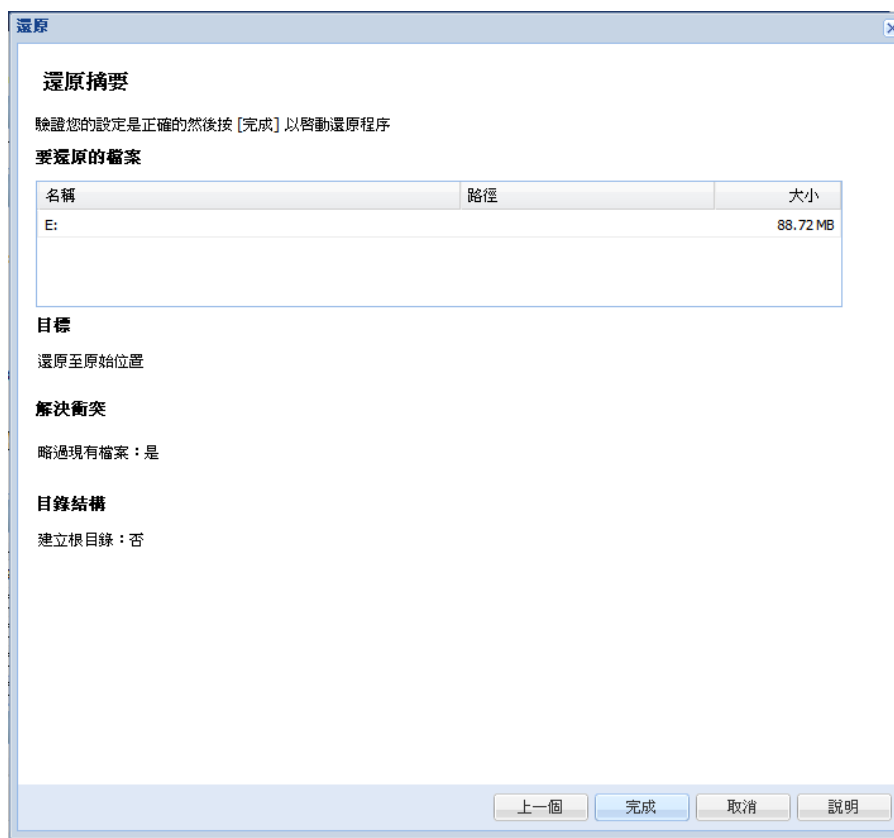 還原
還原摘要
驗證您的設定是正確的然後按 [完成] 以啓動還原程序
要還原的檔案
名稱 路徑 大小
E: 88.72 MB
目標
還原至原始位置
解決衝突
略過現有檔案：是
目錄結構
建立根目錄：否
上一個 完成 取消 說明